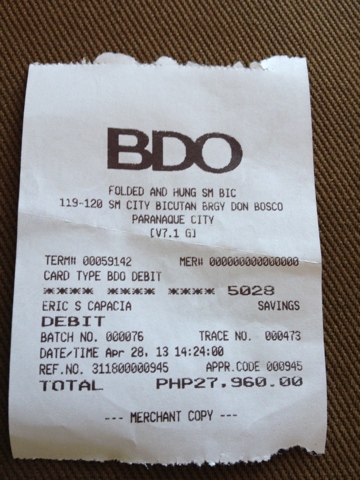 BDO
FOLDED AND HUNG SM BIC
119-120 SM CITY BICUTAN BRGY DON BOSCO
PARANAQUE CITY
[V7.1 G]
TERM# 00059142 MER# 000000000000000
CARD TYPE BDO DEBIT
**** **** **** 5028
ERIC S CAPACIA SAVINGS
DEBIT
BATCH NO. 000076 TRACE NO. 000473
DATE/TIME Apr 28, 13 14:24:00
REF.NO. 311800000945 APPR.CODE 000945
TOTAL PHP27,960.00
--- MERCHANT COPY ---